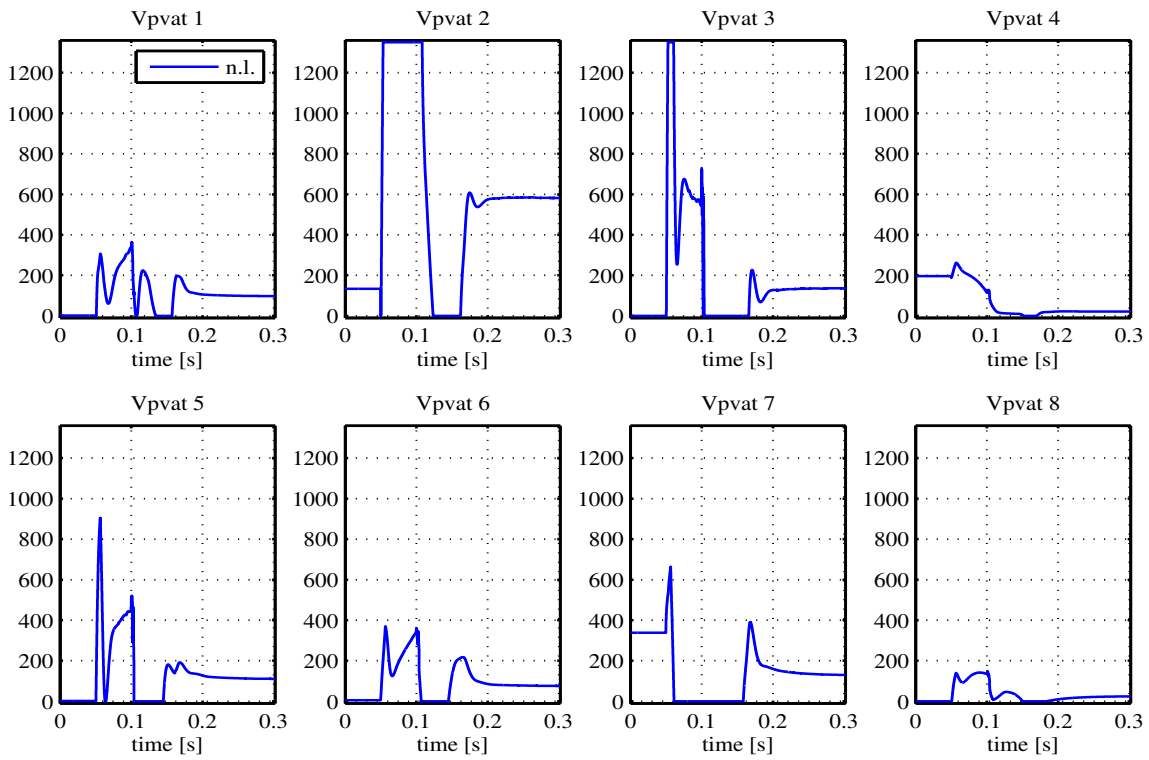 Vpvat 1 Vpvat 2 Vpvat 3 Vpvat 4
n.l.
1200 1200 1200 1200
1000 1000 1000 1000
800 800 800 800
600 600 600 600
400 400 400 400
200 200 200 200
0 0 0 0
0 0.1 0.2 0.3 0 0.1 0.2 0.3 0 0.1 0.2 0.3 0 0.1 0.2 0.3
time [s] time [s] time [s] time [s]
Vpvat 5 Vpvat 6 Vpvat 7 Vpvat 8
1200 1200 1200 1200
1000 1000 1000 1000
800 800 800 800
600 600 600 600
400 400 400 400
200 200 200 200
0 0 0 0
0 0.1 0.2 0.3 0 0.1 0.2 0.3 0 0.1 0.2 0.3 0 0.1 0.2 0.3
time [s] time [s] time [s] time [s]